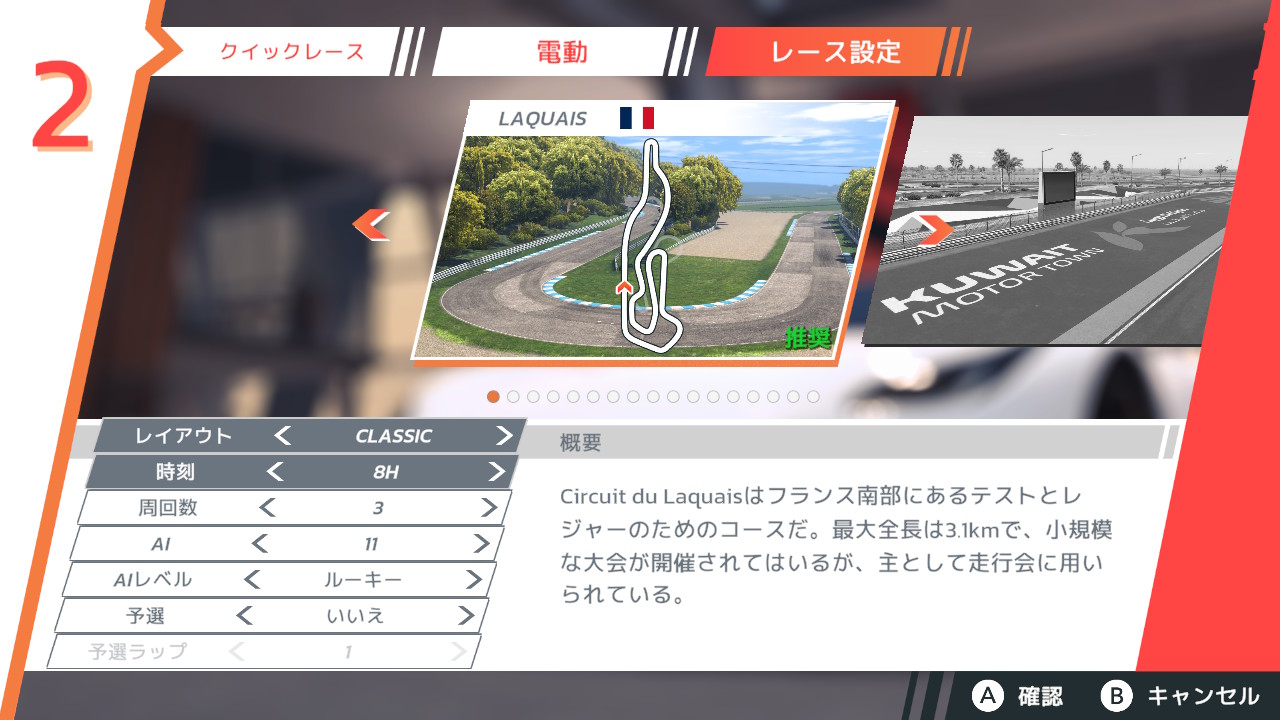 2
クイックレース
電動
レース設定
LAQUAIS
推奨
KUWAIT
MOTOR TOWN
レイアウト CLASSIC
時刻 8H
周回数 3
AI 11
AIレベル ルーキー
予選 いいえ
予選ラップ 1
概要
Circuit du Laquaisはフランス南部にあるテストとレ
ジャーのためのコースだ。最大全長は3.1kmで、小規模
な大会が開催されてはいるが、主として走行会に用い
られている。
A 確認
B キャンセル